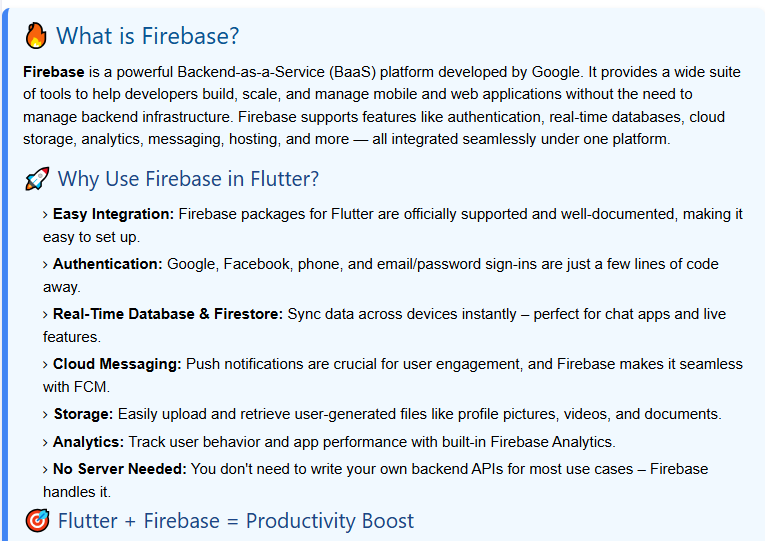 🔥 What is Firebase?
Firebase is a powerful Backend-as-a-Service (BaaS) platform developed by Google. It provides a wide suite
of tools to help developers build, scale, and manage mobile and web applications without the need to
manage backend infrastructure. Firebase supports features like authentication, real-time databases, cloud
storage, analytics, messaging, hosting, and more — all integrated seamlessly under one platform.
🚀 Why Use Firebase in Flutter?
› Easy Integration: Firebase packages for Flutter are officially supported and well-documented, making it
easy to set up.
› Authentication: Google, Facebook, phone, and email/password sign-ins are just a few lines of code
away.
› Real-Time Database & Firestore: Sync data across devices instantly – perfect for chat apps and live
features.
› Cloud Messaging: Push notifications are crucial for user engagement, and Firebase makes it seamless
with FCM.
› Storage: Easily upload and retrieve user-generated files like profile pictures, videos, and documents.
› Analytics: Track user behavior and app performance with built-in Firebase Analytics.
› No Server Needed: You don't need to write your own backend APIs for most use cases – Firebase
handles it.
🎯 Flutter + Firebase = Productivity Boost